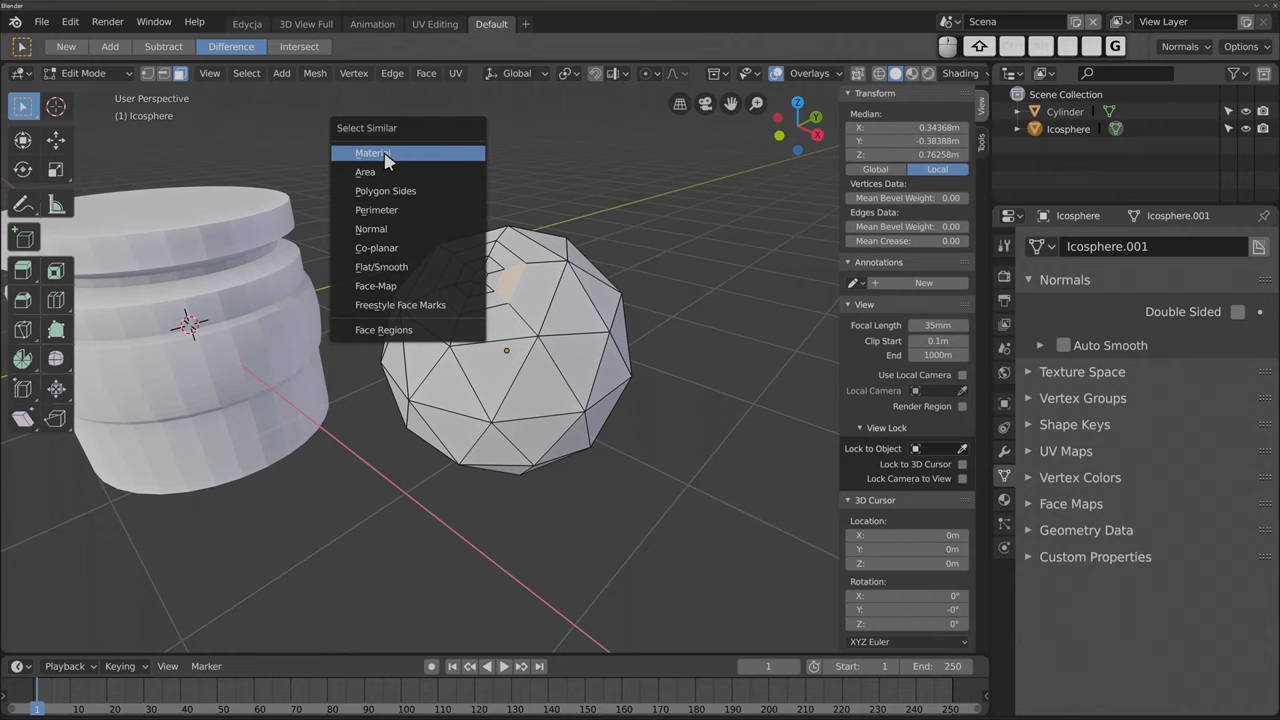 Blender
File Edit Render Window Help
Edycja 3D View Full Animation UV Editing Default
Scena
View Layer
New Add Subtract Difference Intersect
G
Normals Options
Edit Mode
View Select Add Mesh Vertex Edge Face UV
Global
Overlays
Shading
User Perspective
(1) Icosphere
X
Y
Z
Select Similar
Material
Area
Polygon Sides
Perimeter
Normal
Co-planar
Flat/Smooth
Face-Map
Freestyle Face Marks
Face Regions
Transform
Median:
X: 0.34368m
Y: -0.38388m
Z: 0.76258m
Global Local
Vertices Data:
Mean Bevel Weight: 0.00
Edges Data:
Mean Bevel Weight: 0.00
Mean Crease: 0.00
Annotations
New
View
Focal Length 35mm
Clip Start 0.1m
End 1000m
Use Local Camera
Local Camera
Render Region
View Lock
Lock to Object
Lock to 3D Cursor
Lock Camera to View
3D Cursor
Location:
X: 0m
Y: 0m
Z: 0m
Rotation:
X: 0°
Y: -0°
Z: 0°
XYZ Euler
View
Tools
Scene Collection
Cylinder
Icosphere
Icosphere Icosphere.001
Icosphere.001
Normals
Double Sided
Auto Smooth
Texture Space
Vertex Groups
Shape Keys
UV Maps
Vertex Colors
Face Maps
Geometry Data
Custom Properties
Playback Keying View Marker
1
Start: 1 End: 250
1 10 20 30 40 50 60 70 80 90 100 110 120 130 140 150 160 170 180 190 200 210 220 230 240 250